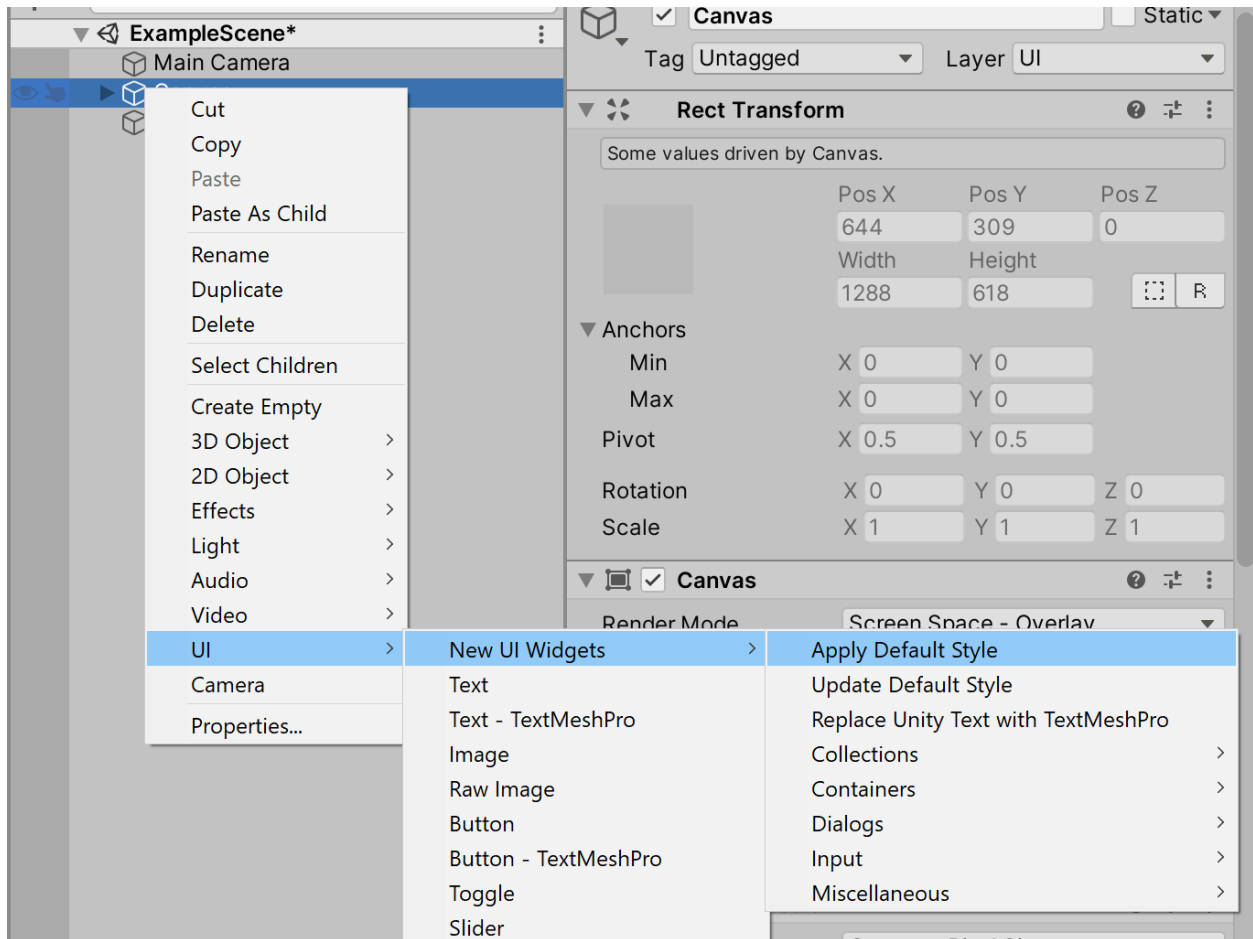 ExampleScene*
Main Camera
Cut
Copy
Paste
Paste As Child
Rename
Duplicate
Delete
Select Children
Create Empty
3D Object
2D Object
Effects
Light
Audio
Video
UI
Camera
Properties...
New UI Widgets
Text
Text - TextMeshPro
Image
Raw Image
Button
Button - TextMeshPro
Toggle
Slider
Apply Default Style
Update Default Style
Replace Unity Text with TextMeshPro
Collections
Containers
Dialogs
Input
Miscellaneous
Canvas Static
Tag Untagged Layer UI
Rect Transform
Some values driven by Canvas.
Pos X Pos Y Pos Z
644 309 0
Width Height
1288 618
R
Anchors
Min X 0 Y 0
Max X 0 Y 0
Pivot X 0.5 Y 0.5
Rotation X 0 Y 0 Z 0
Scale X 1 Y 1 Z 1
Canvas
Render Mode Screen Space - Overlay